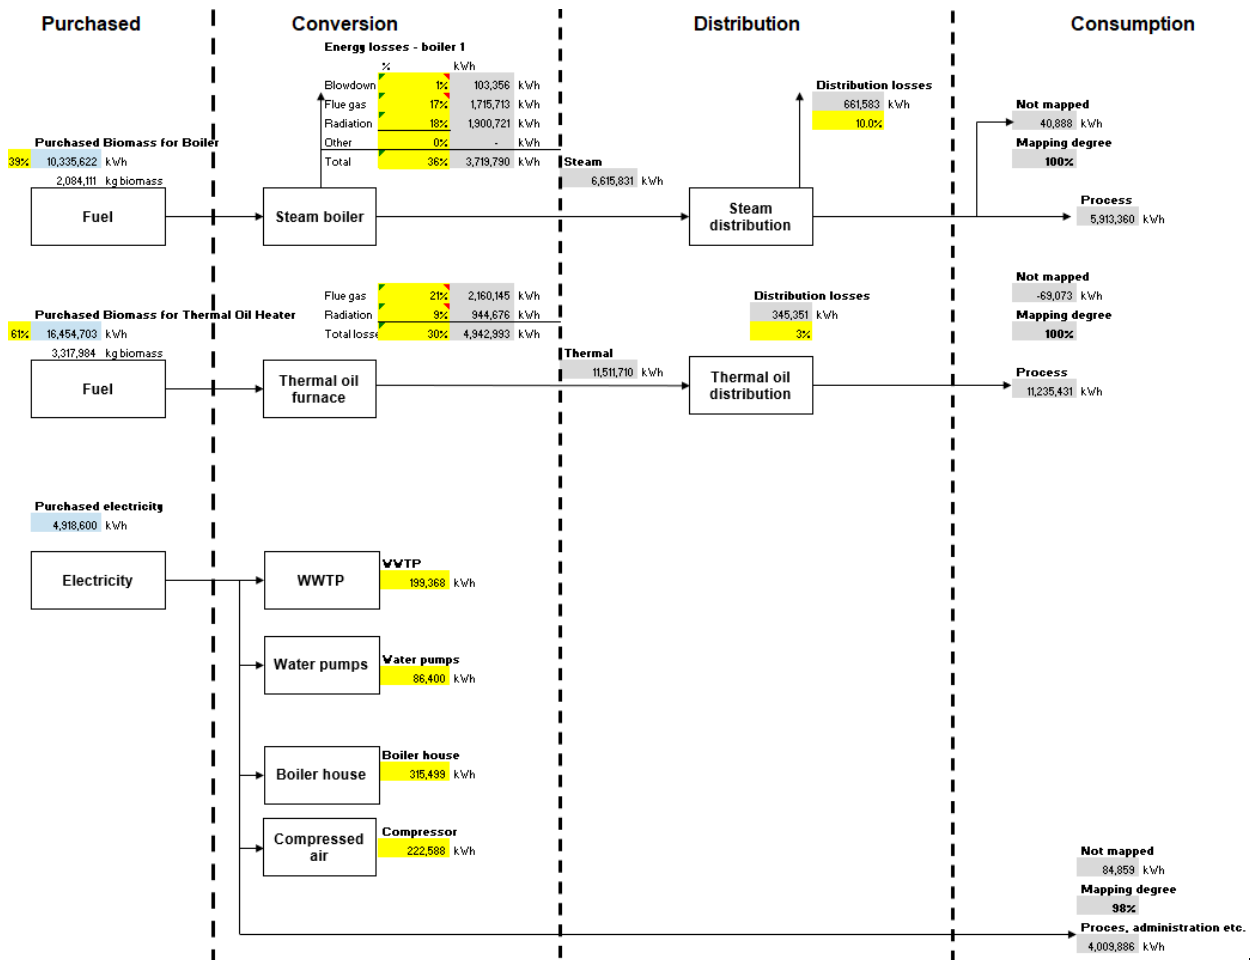 Purchased
Conversion
Distribution
Consumption
Energy losses - boiler 1
% kWh
Blowdown 1% 103,356 kWh
Flue gas 17% 1,715,713 kWh
Radiation 18% 1,900,721 kWh
Other 0% - kWh
Total 36% 3,719,790 kWh
Purchased Biomass for Boiler
39% 10,335,622 kWh
2,084,111 kg biomass
Fuel
Steam boiler
Steam
6,615,831 kWh
Steam
distribution
Distribution losses
661,583 kWh
10.0%
Not mapped
40,888 kWh
Mapping degree
100%
Process
5,913,360 kWh
Flue gas 21% 2,160,145 kWh
Radiation 9% 944,676 kWh
Total losse 30% 4,942,993 kWh
Purchased Biomass for Thermal Oil Heater
61% 16,454,703 kWh
3,317,984 kg biomass
Fuel
Thermal oil
furnace
Thermal
11,511,710 kWh
Thermal oil
distribution
Distribution losses
345,351 kWh
3%
Not mapped
-69,073 kWh
Mapping degree
100%
Process
11,235,431 kWh
Purchased electricity
4,918,600 kWh
Electricity
WWTP
WWTP
199,368 kWh
Water pumps
Water pumps
86,400 kWh
Boiler house
Boiler house
315,499 kWh
Compressed
air
Compressor
222,588 kWh
Not mapped
84,859 kWh
Mapping degree
98%
Proces, administration etc.
4,009,886 kWh